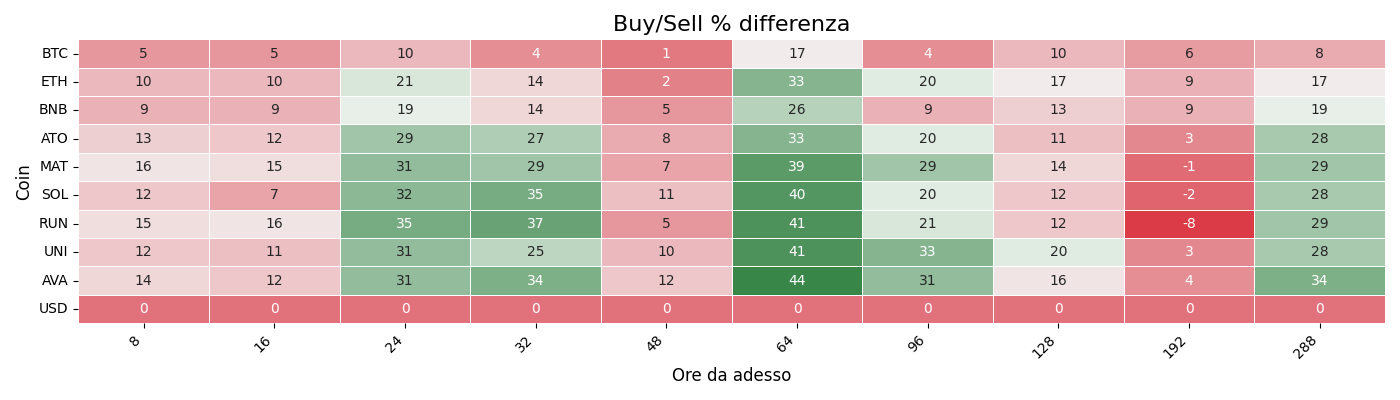 Buy/Sell % differenza
Coin
BTC 5 5 10 4 1 17 4 10 6 8
ETH 10 10 21 14 2 33 20 17 9 17
BNB 9 9 19 14 5 26 9 13 9 19
ATO 13 12 29 27 8 33 20 11 3 28
MAT 16 15 31 29 7 39 29 14 -1 29
SOL 12 7 32 35 11 40 20 12 -2 28
RUN 15 16 35 37 5 41 21 12 -8 29
UNI 12 11 31 25 10 41 33 20 3 28
AVA 14 12 31 34 12 44 31 16 4 34
USD 0 0 0 0 0 0 0 0 0 0
8 16 24 32 48 64 96 128 192 288
Ore da adesso